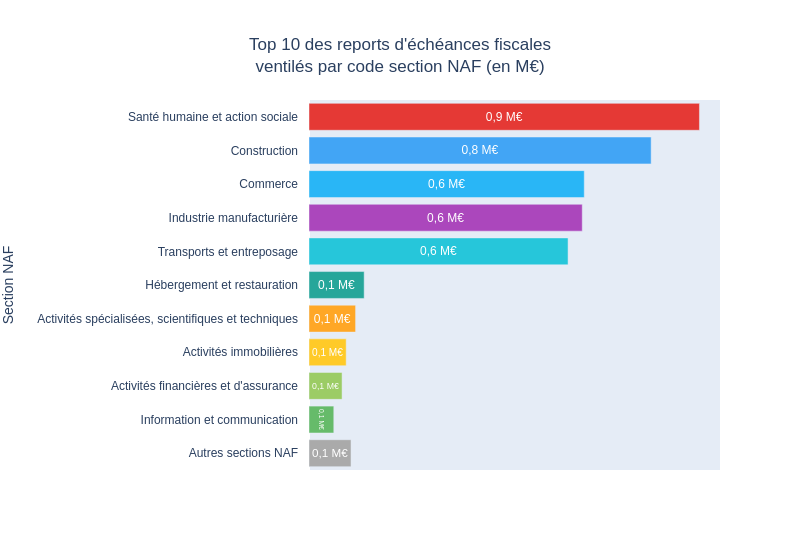 Top 10 des reports d'échéances fiscales
ventilés par code section NAF (en M€)
Section NAF
Santé humaine et action sociale 0,9 M€
Construction 0,8 M€
Commerce 0,6 M€
Industrie manufacturière 0,6 M€
Transports et entreposage 0,6 M€
Hébergement et restauration 0,1 M€
Activités spécialisées, scientifiques et techniques 0,1 M€
Activités immobilières 0,1 M€
Activités financières et d'assurance 0,1 M€
Information et communication 0,1 M€
Autres sections NAF 0,1 M€